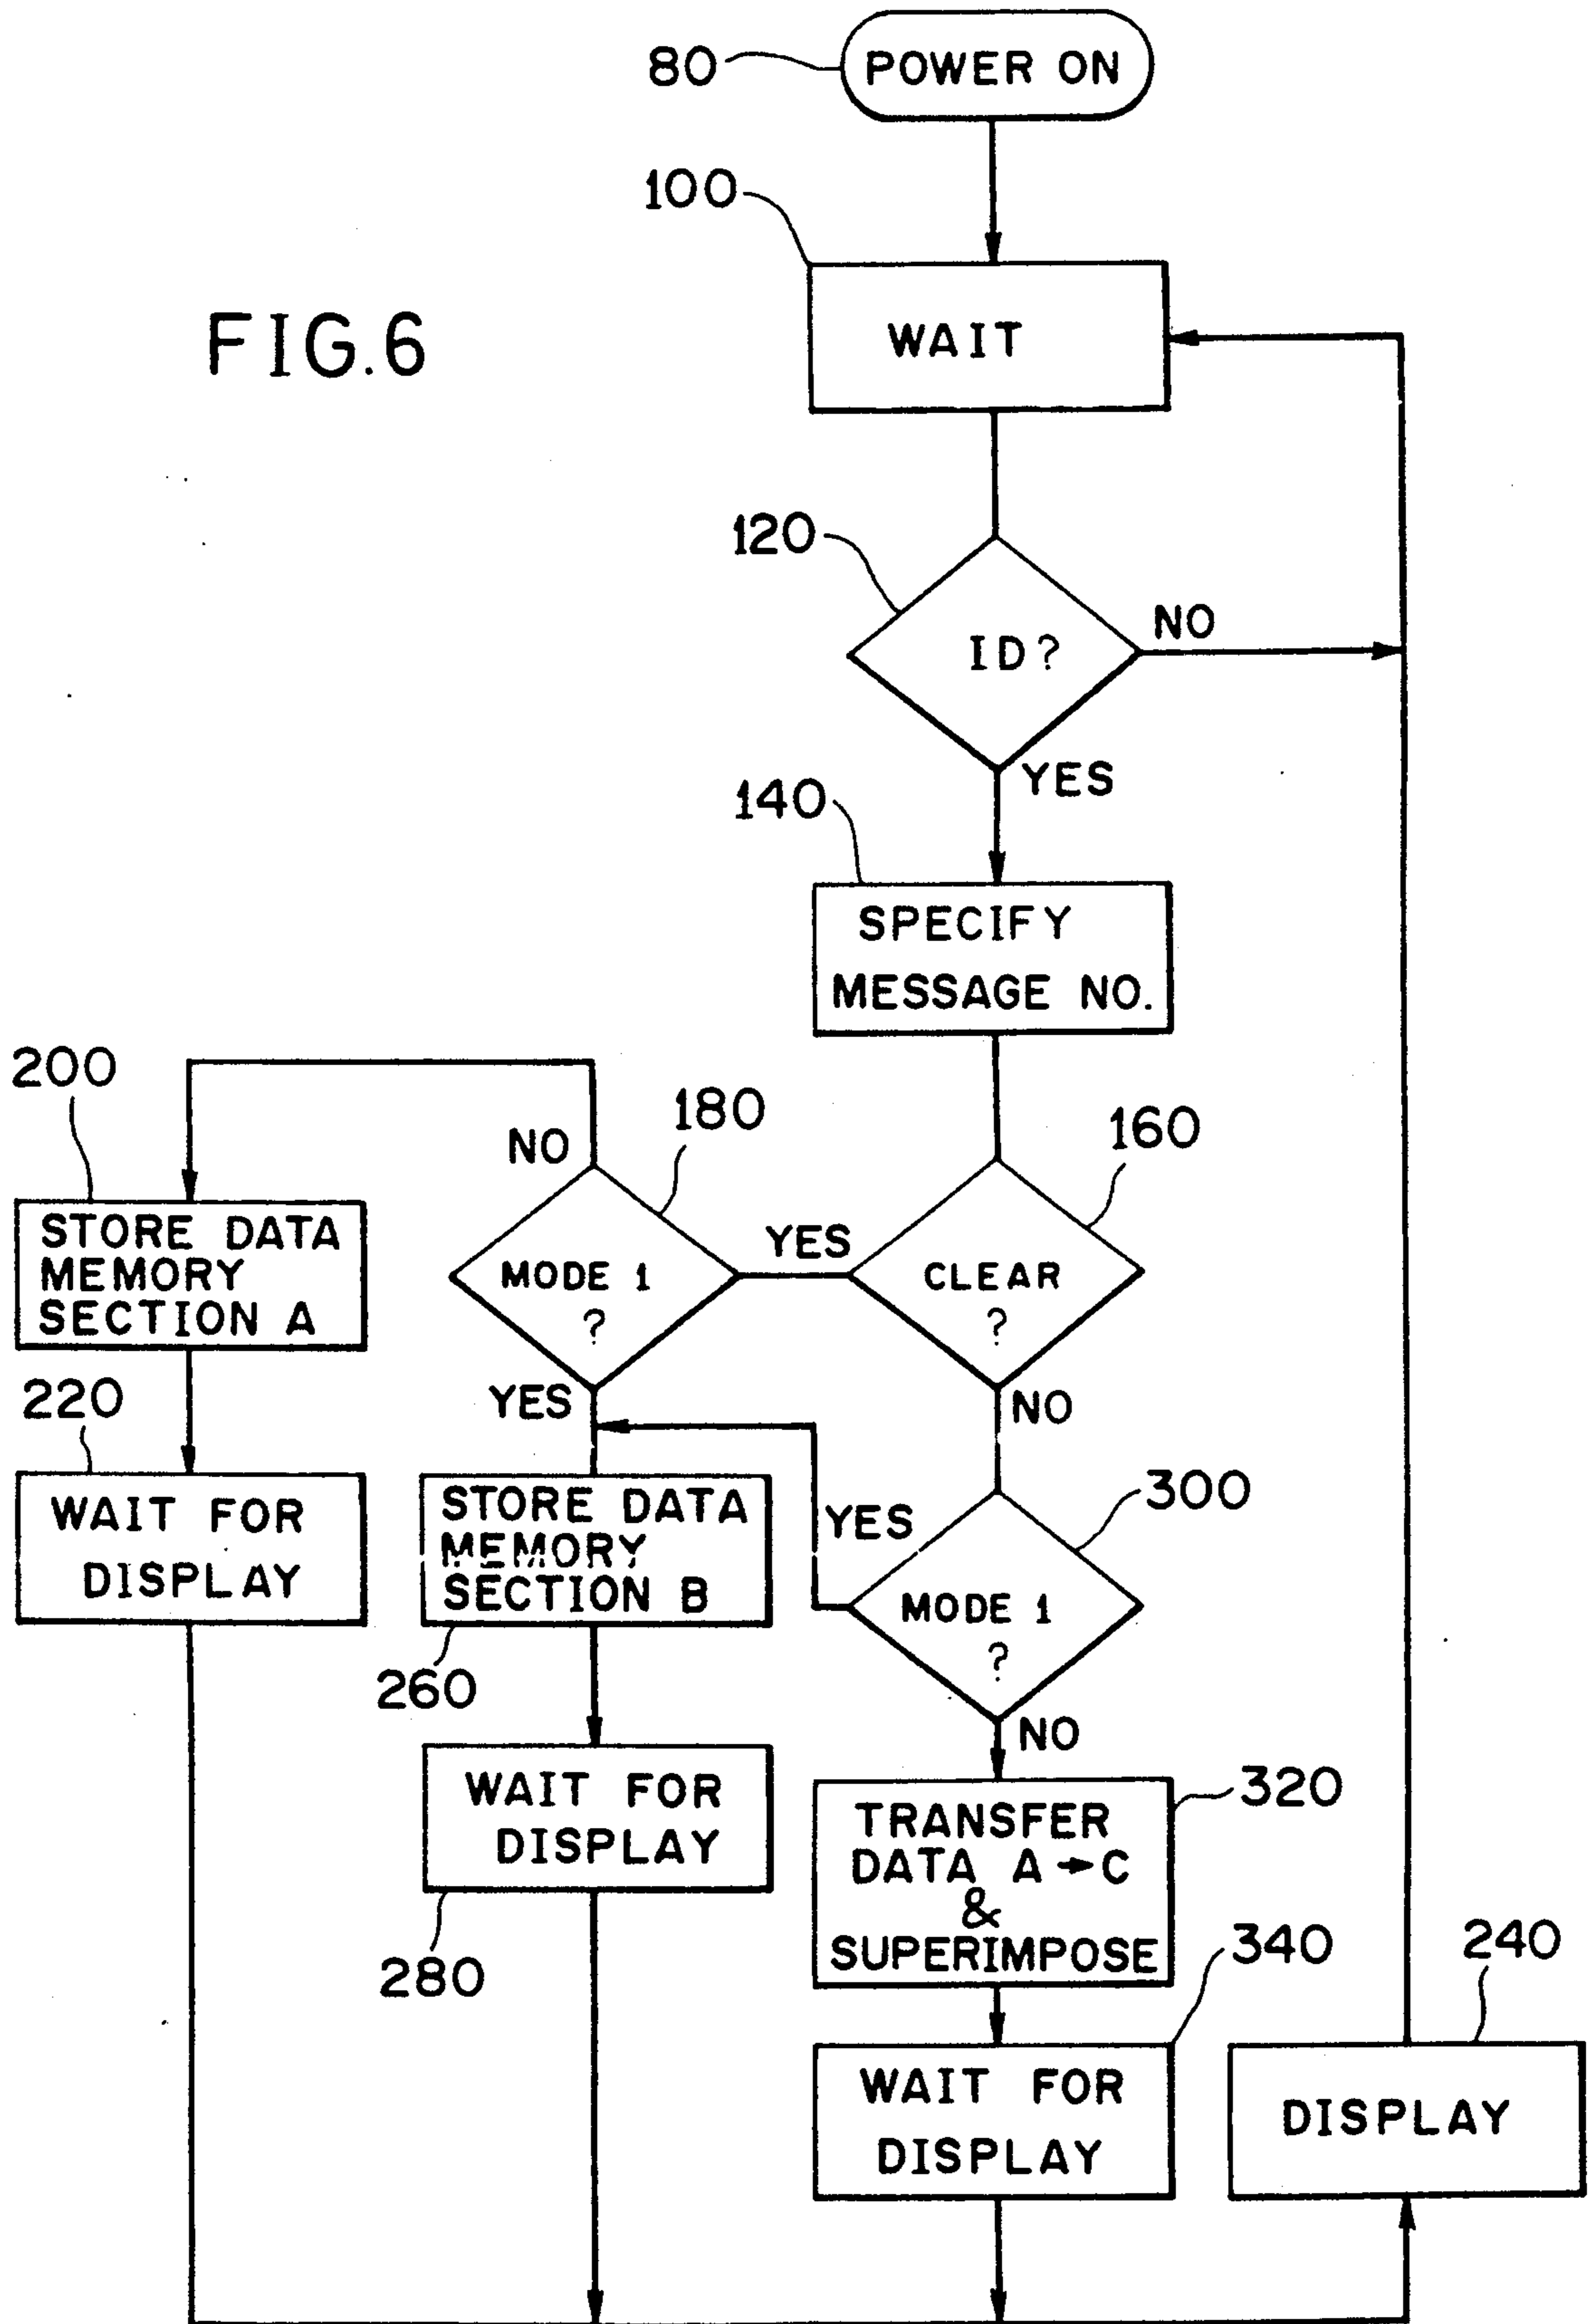 80
POWER ON
100
FIG.6
WAIT
120
ID?
NO
YES
140
SPECIFY
MESSAGE NO.
200
180
160
NO
YES
STORE DATA
MEMORY
SECTION A
MODE 1
?
CLEAR
?
220
YES
NO
WAIT FOR
DISPLAY
STORE DATA
MEMORY
SECTION B
YES
300
MODE 1
?
260
NO
WAIT FOR
DISPLAY
320
TRANSFER
DATA A→C
&
SUPERIMPOSE
280
340
240
WAIT FOR
DISPLAY
DISPLAY